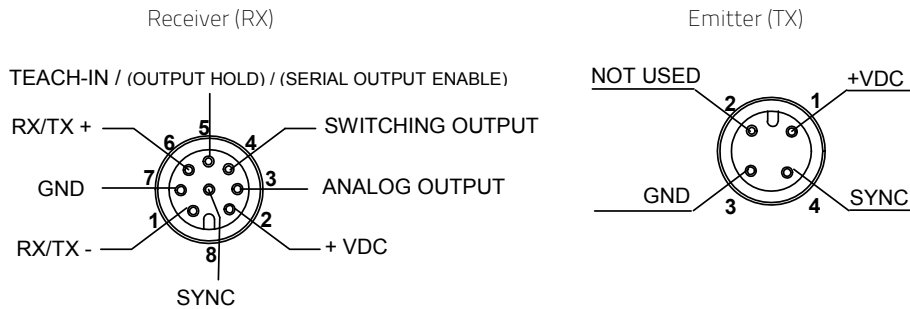 Receiver (RX)
Emitter (TX)
TEACH-IN / (OUTPUT HOLD) / (SERIAL OUTPUT ENABLE)
RX/TX +
5
6
4
SWITCHING OUTPUT
GND
7
3
ANALOG OUTPUT
RX/TX -
1
2
+ VDC
8
SYNC
NOT USED
2
1
+VDC
GND
3
4
SYNC